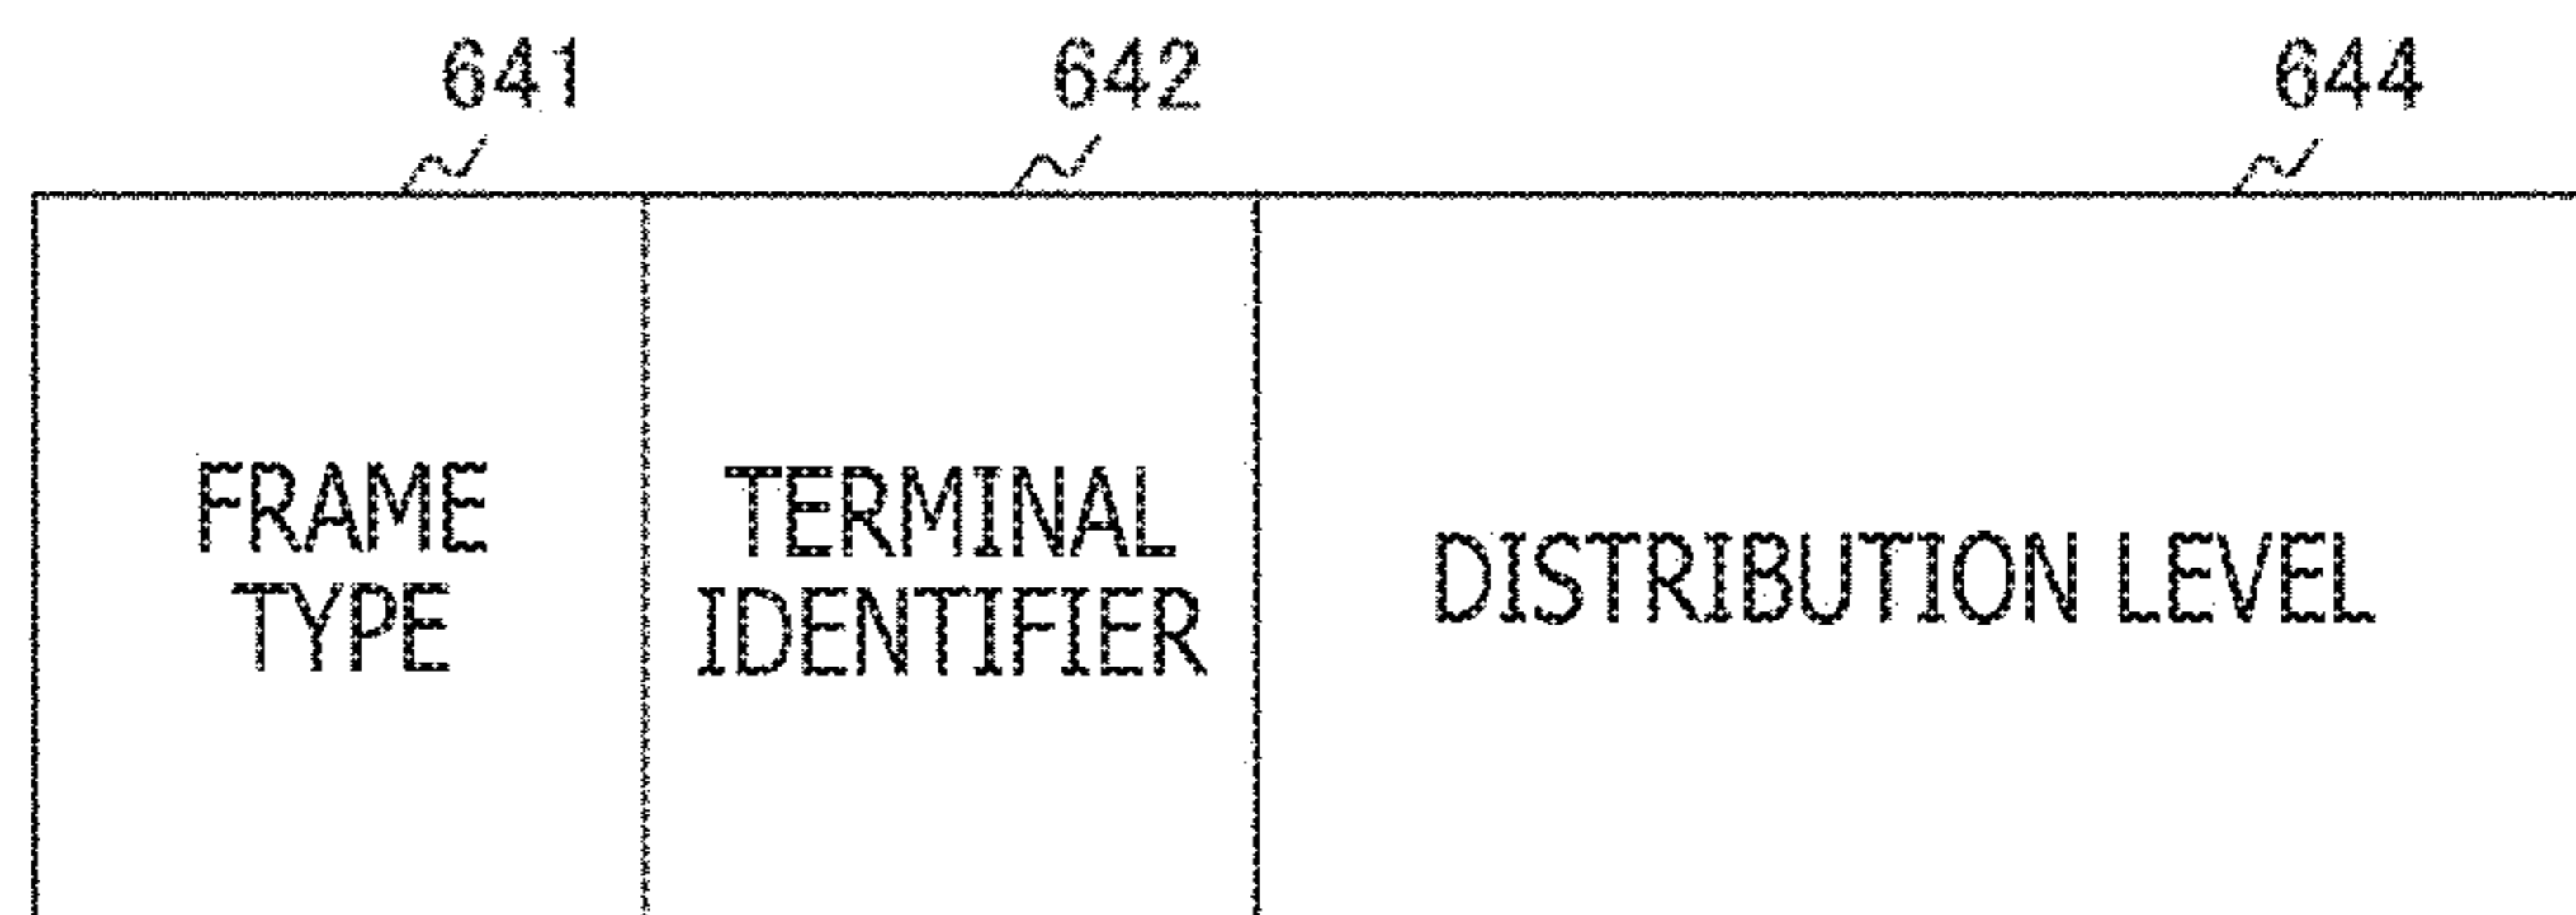 641 642 644
FRAME
TYPE
TERMINAL
IDENTIFIER
DISTRIBUTION LEVEL